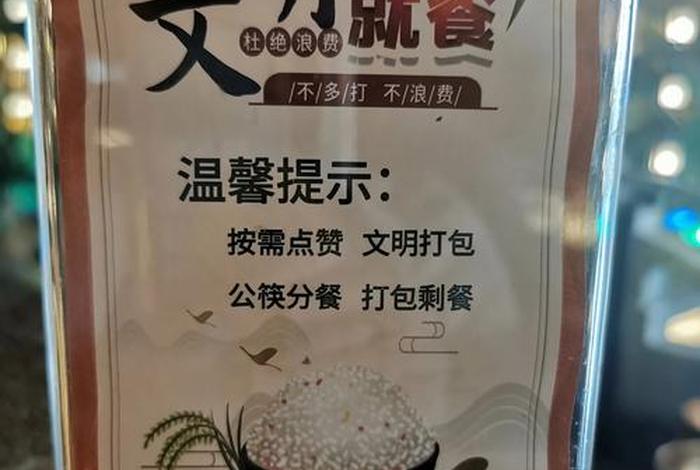 文明就餐
杜绝浪费
/不/多/打 不/浪/费/
温馨提示：
按需点赞 文明打包
公筷分餐 打包剩餐